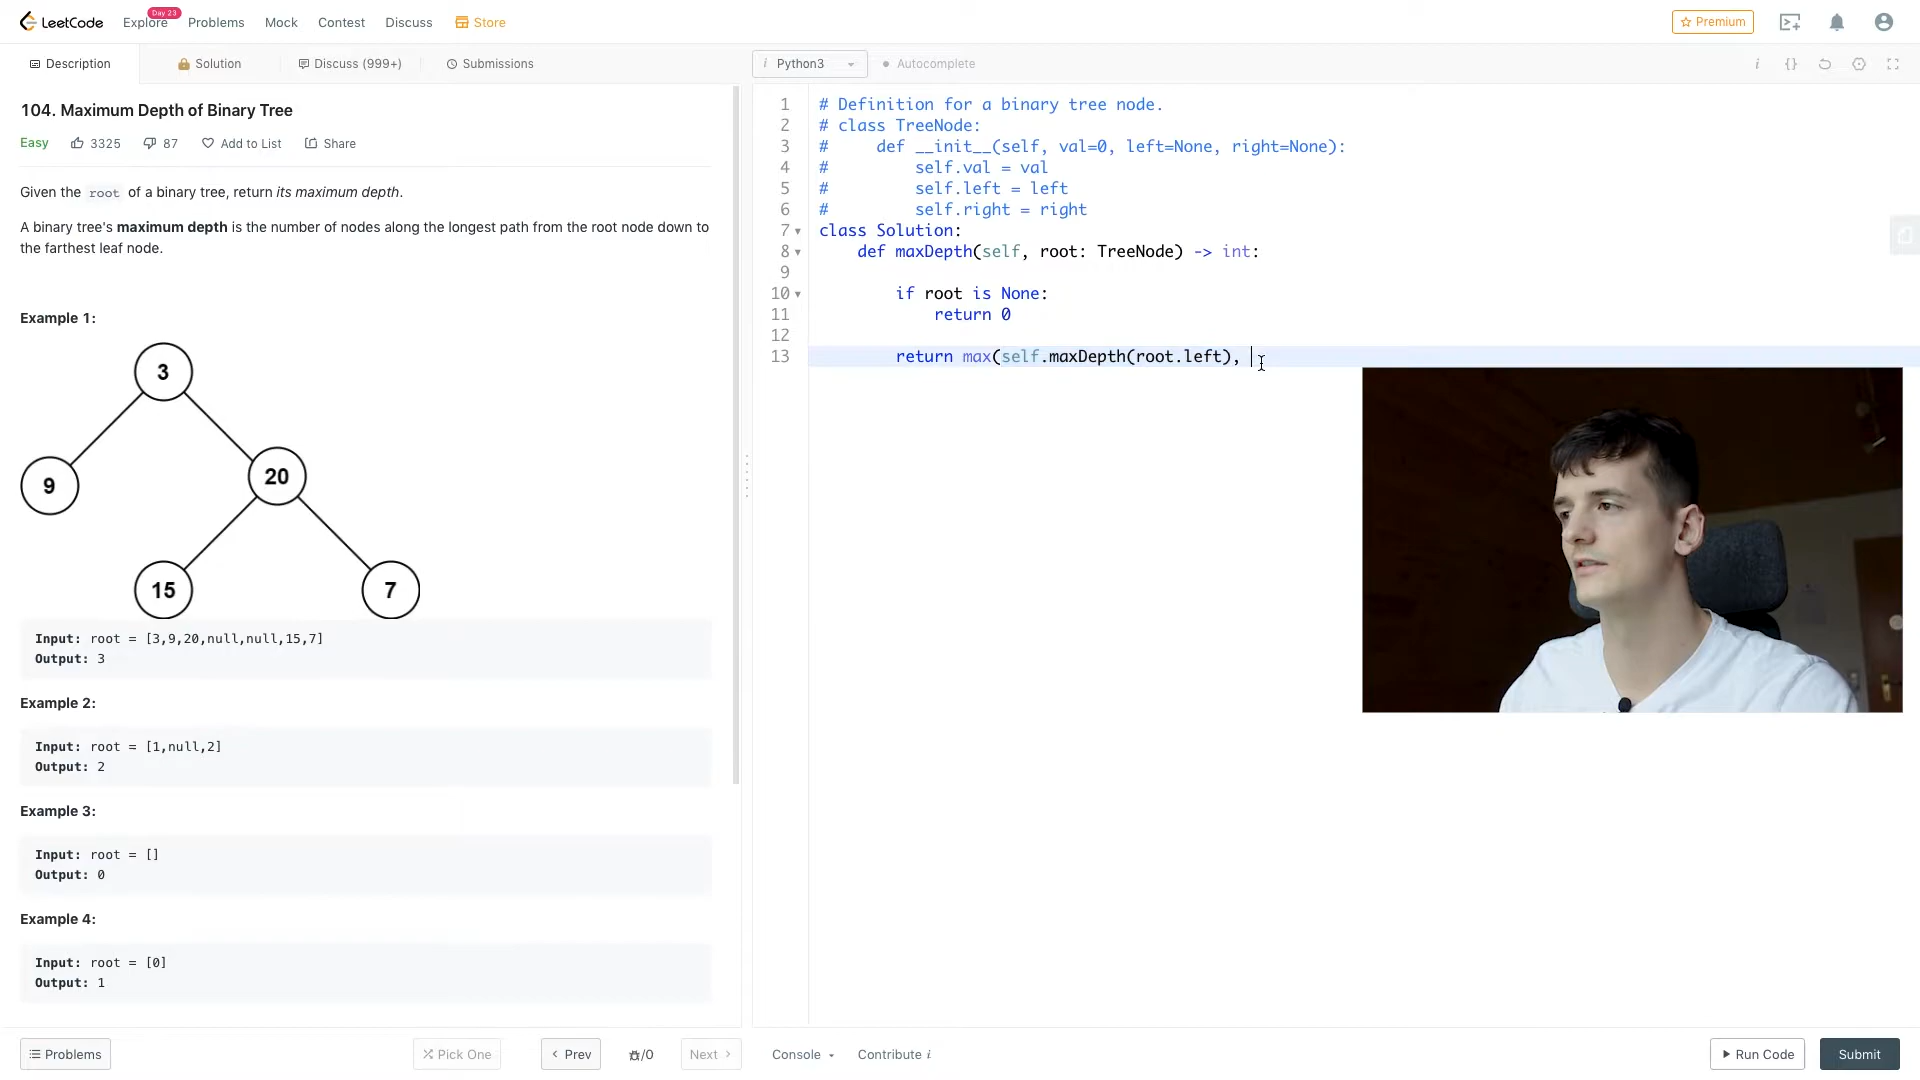 LeetCode
Explore
Day 23
Problems
Mock
Contest
Discuss
Store
Premium
Description
Solution
Discuss (999+)
Submissions
i Python3
Autocomplete
i {}
104. Maximum Depth of Binary Tree
Easy 3325 87 Add to List Share
Given the root of a binary tree, return its maximum depth.
A binary tree's maximum depth is the number of nodes along the longest path from the root node down to
the farthest leaf node.
Example 1:
3
9
20
15
7
Input: root = [3,9,20,null,null,15,7]
Output: 3
Example 2:
Input: root = [1,null,2]
Output: 2
Example 3:
Input: root = []
Output: 0
Example 4:
Input: root = [0]
Output: 1
1 # Definition for a binary tree node.
2 # class TreeNode:
3 #     def __init__(self, val=0, left=None, right=None):
4 #         self.val = val
5 #         self.left = left
6 #         self.right = right
7 class Solution:
8     def maxDepth(self, root: TreeNode) -> int:
9
10         if root is None:
11             return 0
12
13         return max(self.maxDepth(root.left),
Problems
Pick One
< Prev
/0
Next >
Console
Contribute i
Run Code
Submit